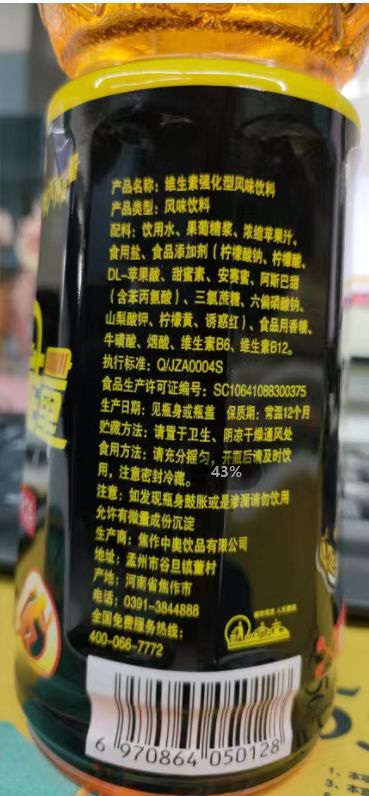 产品名称：维生素强化型风味饮料
产品类型：风味饮料
配料：饮用水、果葡糖浆、浓缩苹果汁、
食用盐、食品添加剂（柠檬酸钠、柠檬酸、
DL-苹果酸、甜蜜素、安赛蜜、阿斯巴甜
（含苯丙氨酸）、三氯蔗糖、六偏磷酸钠、
山梨酸钾、柠檬黄、诱惑红）、食品用香精、
牛磺酸、烟酸、维生素B6、维生素B12。
执行标准：Q/JZA0004S
食品生产许可证编号：SC10641088300375
生产日期：见瓶身或瓶盖 保质期：常温12个月
贮藏方法：请置于卫生、阴凉干燥通风处
食用方法：请充分摇匀，开瓶后请及时饮
用，注意密封冷藏。
43%
注意：如发现瓶身鼓胀或是渗漏请勿饮用
允许有微量成份沉淀
生产商：焦作中奥饮品有限公司
地址：孟州市谷旦镇董村
产地：河南省焦作市
电话：0391-3844888
全国免费服务热线：
400-066-7772
6 970864 050128